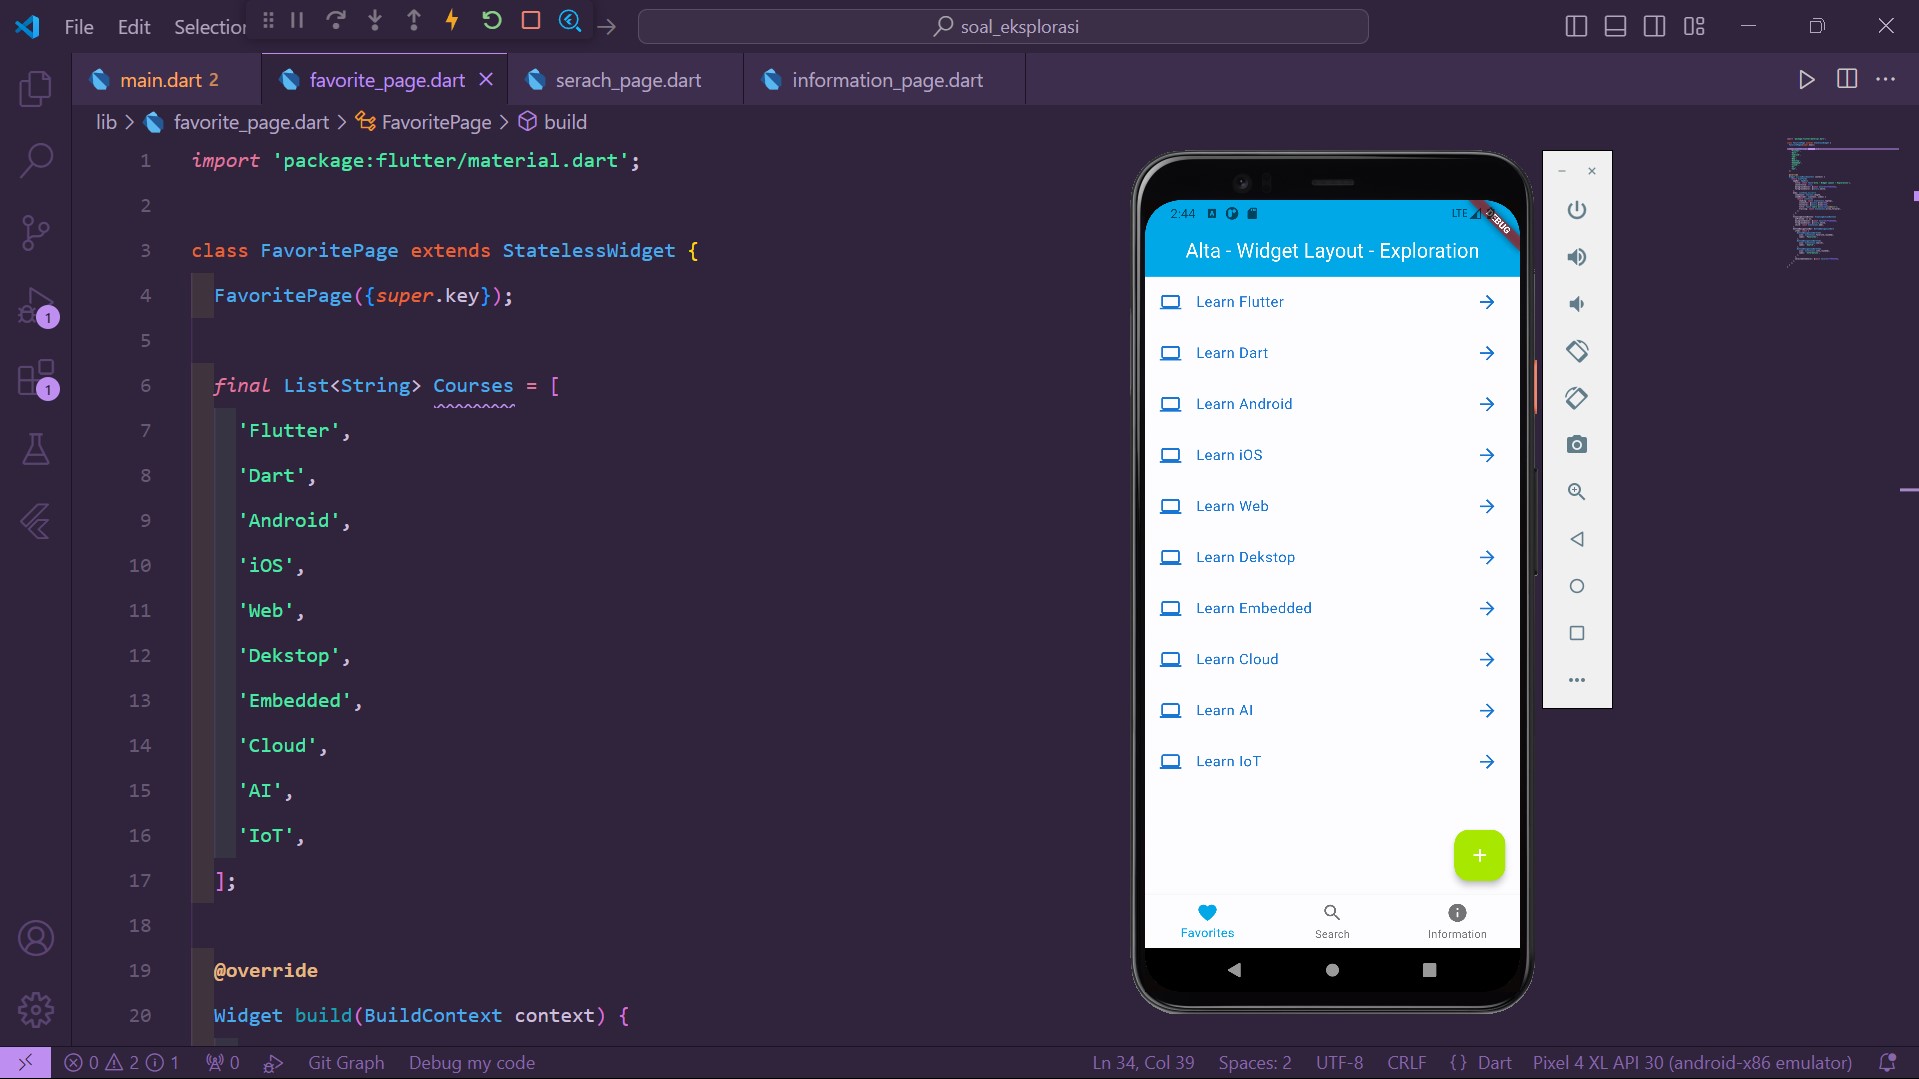 File Edit Selection
soal_eksplorasi
main.dart 2
favorite_page.dart
serach_page.dart
information_page.dart
lib > favorite_page.dart > FavoritePage > build
1 import 'package:flutter/material.dart';
2
3 class FavoritePage extends StatelessWidget {
4 FavoritePage({super.key});
5
6 final List<String> Courses = [
7 'Flutter',
8 'Dart',
9 'Android',
10 'iOS',
11 'Web',
12 'Dekstop',
13 'Embedded',
14 'Cloud',
15 'AI',
16 'IoT',
17 ];
18
19 @override
20 Widget build(BuildContext context) {
1
1
2:44
LTE
DEBUG
Alta - Widget Layout - Exploration
Learn Flutter
Learn Dart
Learn Android
Learn iOS
Learn Web
Learn Dekstop
Learn Embedded
Learn Cloud
Learn AI
Learn IoT
+
Favorites
Search
Information
0 2 1 0 Git Graph Debug my code
Ln 34, Col 39 Spaces: 2 UTF-8 CRLF {} Dart Pixel 4 XL API 30 (android-x86 emulator)